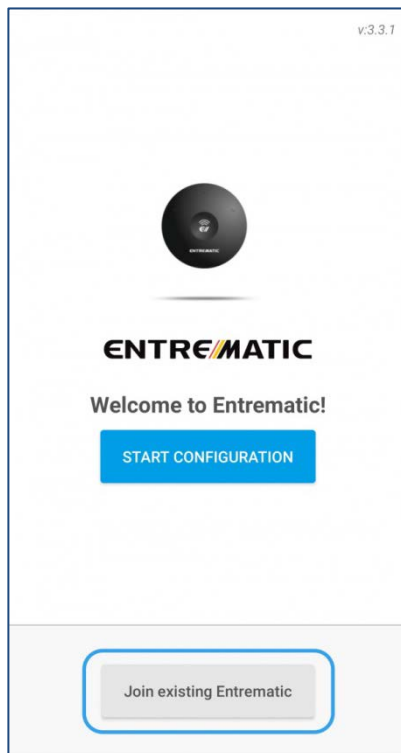 v:3.3.1
ENTREMATIC
ENTREMATIC
Welcome to Entrematic!
START CONFIGURATION
Join existing Entrematic